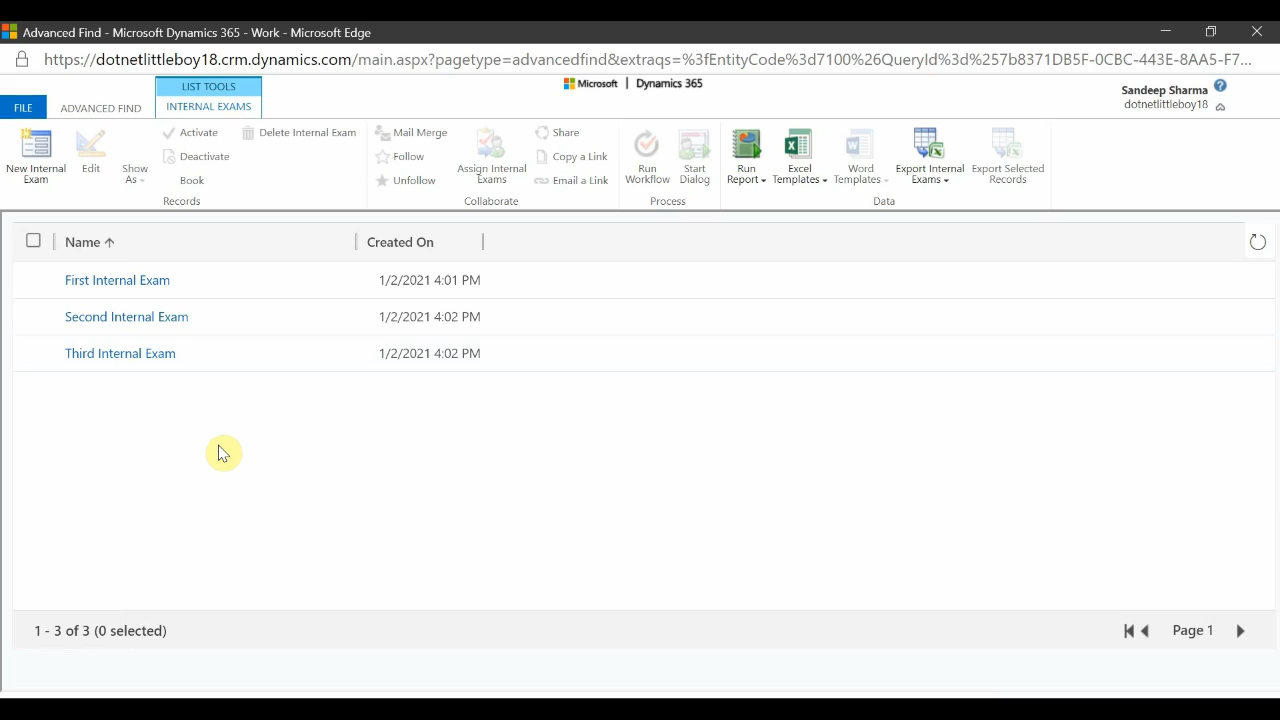 Advanced Find - Microsoft Dynamics 365 - Work - Microsoft Edge
https://dotnetlittleboy18.crm.dynamics.com/main.aspx?pagetype=advancedfind&extraqs=%3fEntityCode%3d7100%26QueryId%3d%257b8371DB5F-0CBC-443E-8AA5-F7...
LIST TOOLS
Microsoft | Dynamics 365
Sandeep Sharma
dotnetlittleboy18
FILE ADVANCED FIND INTERNAL EXAMS
New Internal Exam
Edit
Show As
Activate
Deactivate
Book
Delete Internal Exam
Records
Mail Merge
Follow
Unfollow
Assign Internal Exams
Share
Copy a Link
Email a Link
Collaborate
Run Workflow
Start Dialog
Process
Run Report
Excel Templates
Word Templates
Export Internal Exams
Export Selected Records
Data
Name Created On
First Internal Exam 1/2/2021 4:01 PM
Second Internal Exam 1/2/2021 4:02 PM
Third Internal Exam 1/2/2021 4:02 PM
1 - 3 of 3 (0 selected) Page 1